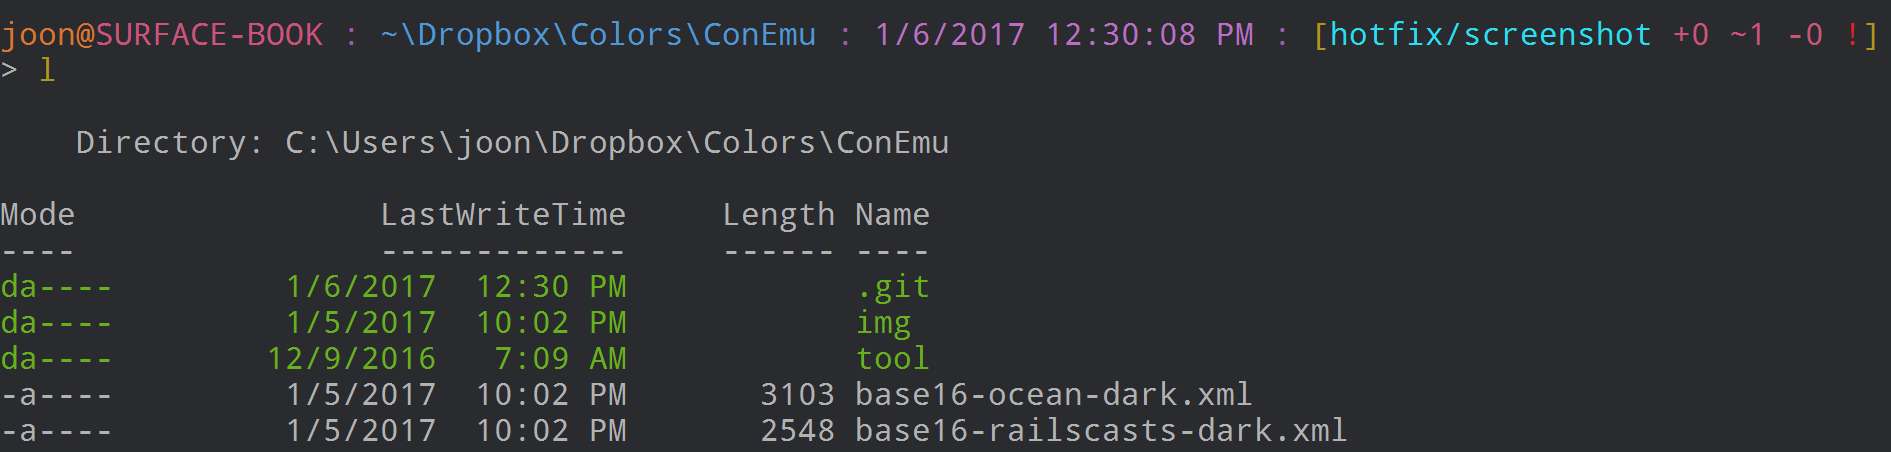 joon@SURFACE-BOOK : ~\Dropbox\Colors\ConEmu : 1/6/2017 12:30:08 PM : [hotfix/screenshot +0 ~1 -0 !]
> l
    Directory: C:\Users\joon\Dropbox\Colors\ConEmu
Mode                LastWriteTime     Length Name
----                -------------     ------ ----
da----         1/6/2017  12:30 PM            .git
da----         1/5/2017  10:02 PM            img
da----        12/9/2016   7:09 AM            tool
-a----         1/5/2017  10:02 PM       3103 base16-ocean-dark.xml
-a----         1/5/2017  10:02 PM       2548 base16-railscasts-dark.xml